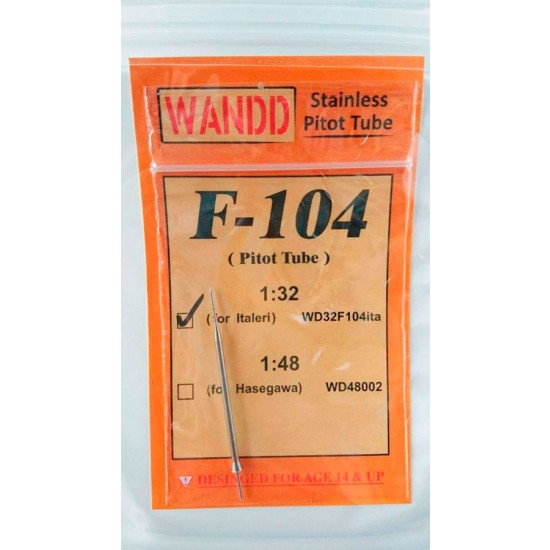 WANDD
Stainless
Pitot Tube
F-104
( Pitot Tube )
1:32
(for Italeri) WD32F104ita
1:48
(for Hasegawa) WD48002
DESINGED FOR AGE 14 & UP